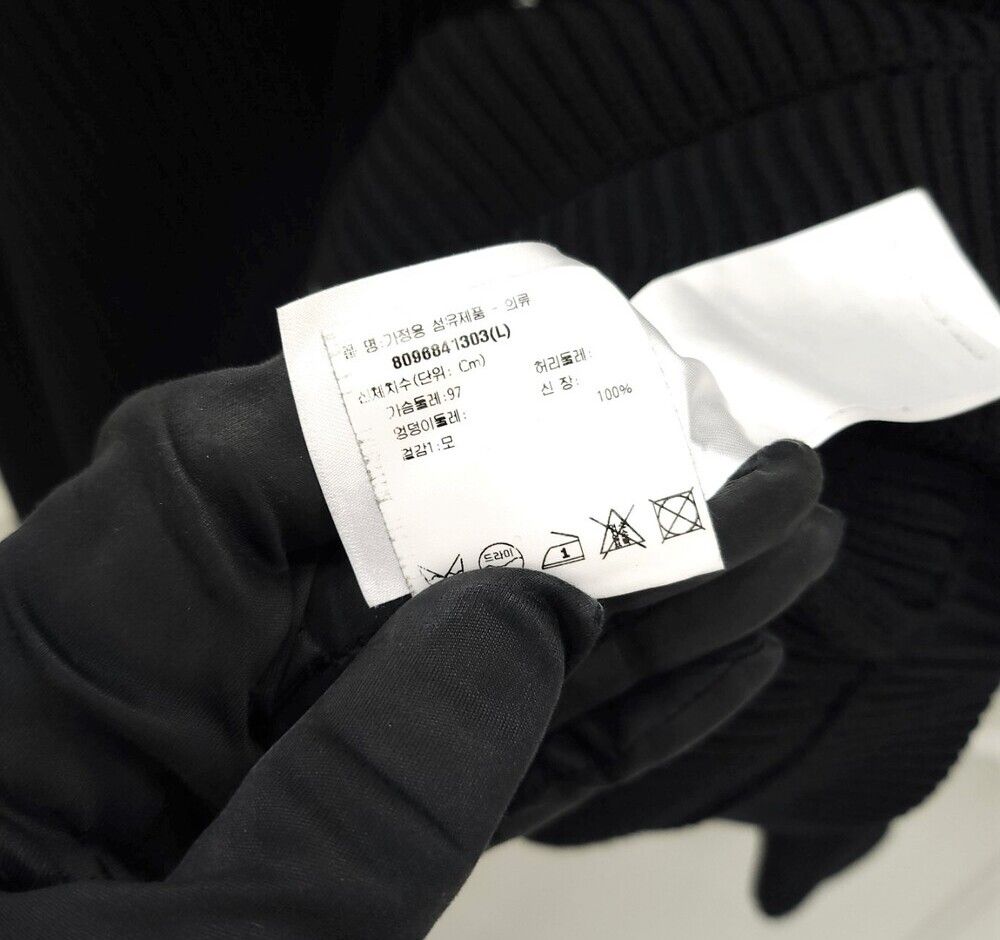 품 명:가정용 섬유제품 - 의류
8096841303(L)
신체치수(단위: Cm)
가슴둘레:97 허리둘레:
엉덩이둘레: 신 장:
겉감1:모 100%
드라이
1